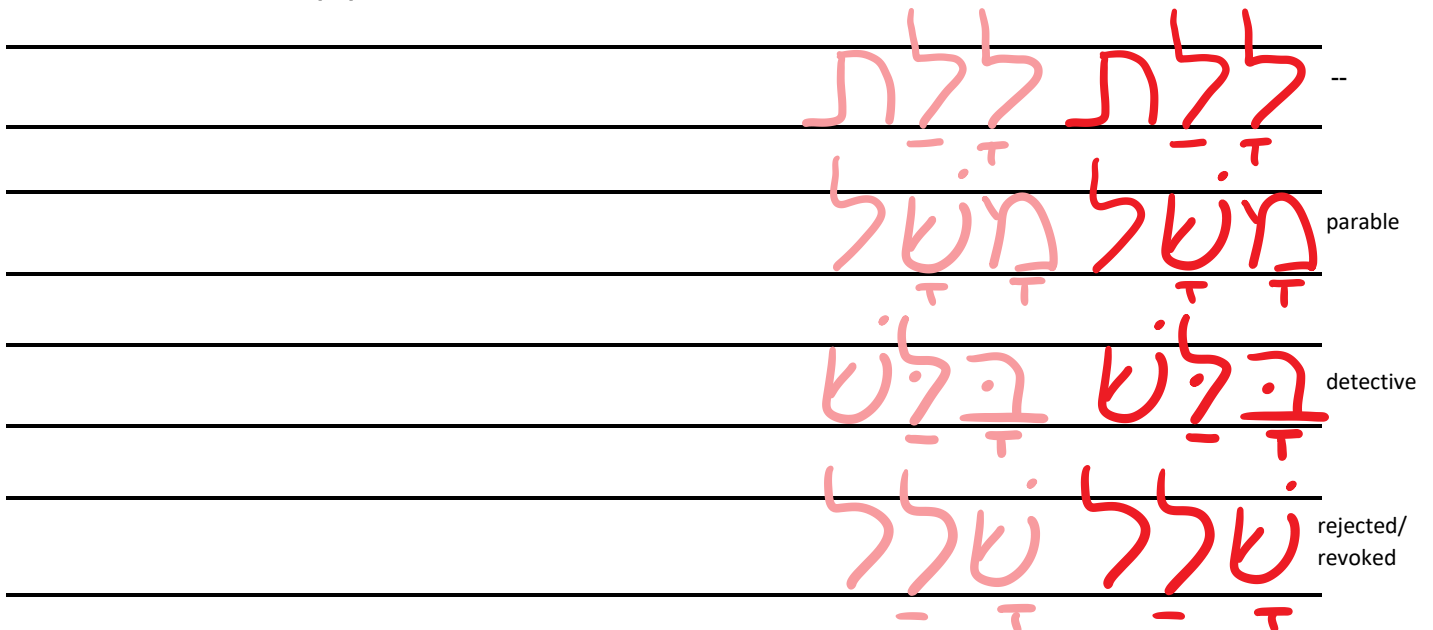 -- לָלַת לָלַת
parable מָשָׁל מָשָׁל
detective בָּלַּשׁ בָּלַּשׁ
rejected/ שָׁלַל שָׁלַל
revoked